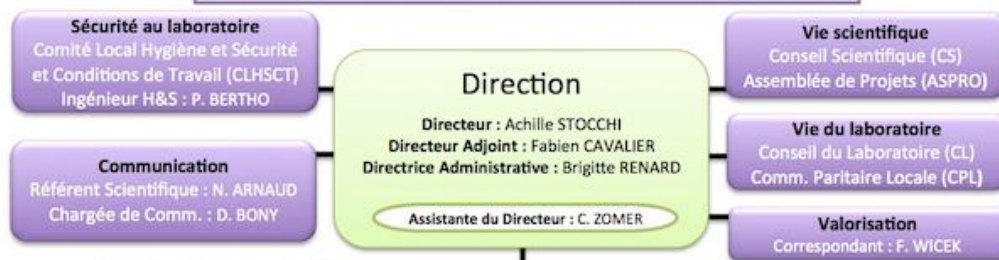 Sécurité au laboratoire
Comité Local Hygiène et Sécurité
et Conditions de Travail (CLHSCT)
Ingénieur H&S : P. BERTHO
Communication
Référent Scientifique : N. ARNAUD
Chargée de Comm. : D. BONY
Direction
Directeur : Achille STOCCHI
Directeur Adjoint : Fabien CAVALIER
Directrice Administrative : Brigitte RENARD
Assistante du Directeur : C. ZOMER
Vie scientifique
Conseil Scientifique (CS)
Assemblée de Projets (ASPRO)
Vie du laboratoire
Conseil du Laboratoire (CL)
Comm. Paritaire Locale (CPL)
Valorisation
Correspondant : F. WICEK